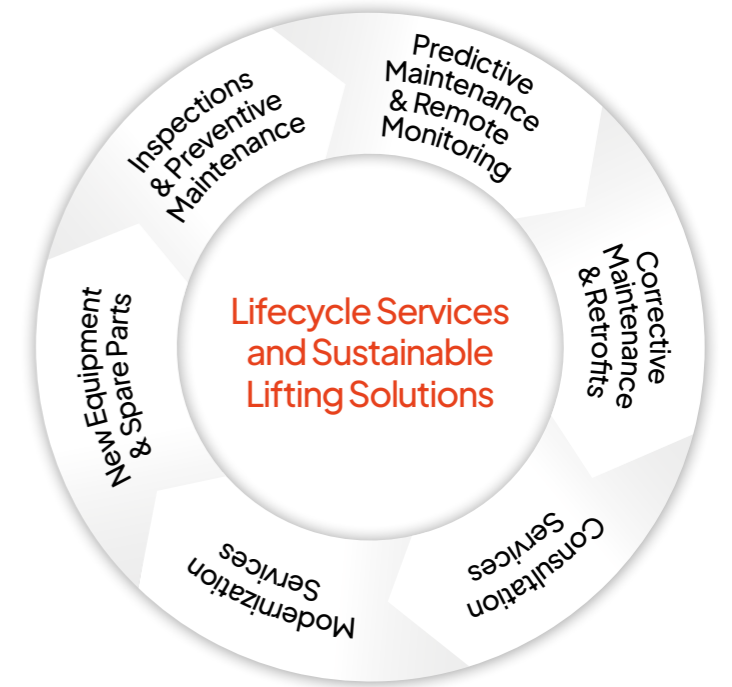 Predictive
Maintenance
& Remote
Monitoring
Corrective
Maintenance
& Retrofits
Consultation
Services
Modernization
Services
New Equipment
& Spare Parts
Inspections
& Preventive
Maintenance
Lifecycle Services
and Sustainable
Lifting Solutions